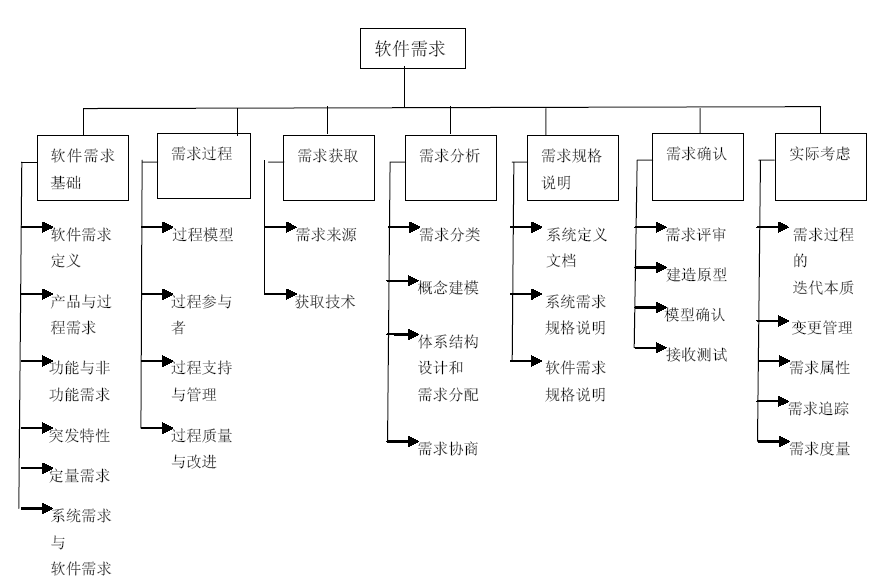 软件需求
软件需求
基础
软件需求
定义
产品与过
程需求
功能与非
功能需求
突发特性
定量需求
系统需求
与
软件需求
需求过程
过程模型
过程参与
者
过程支持
与管理
过程质量
与改进
需求获取
需求来源
获取技术
需求分析
需求分类
概念建模
体系结构
设计和
需求分配
需求协商
需求规格
说明
系统定义
文档
系统需求
规格说明
软件需求
规格说明
需求确认
需求评审
建造原型
模型确认
接收测试
实际考虑
需求过程
的
迭代本质
变更管理
需求属性
需求追踪
需求度量